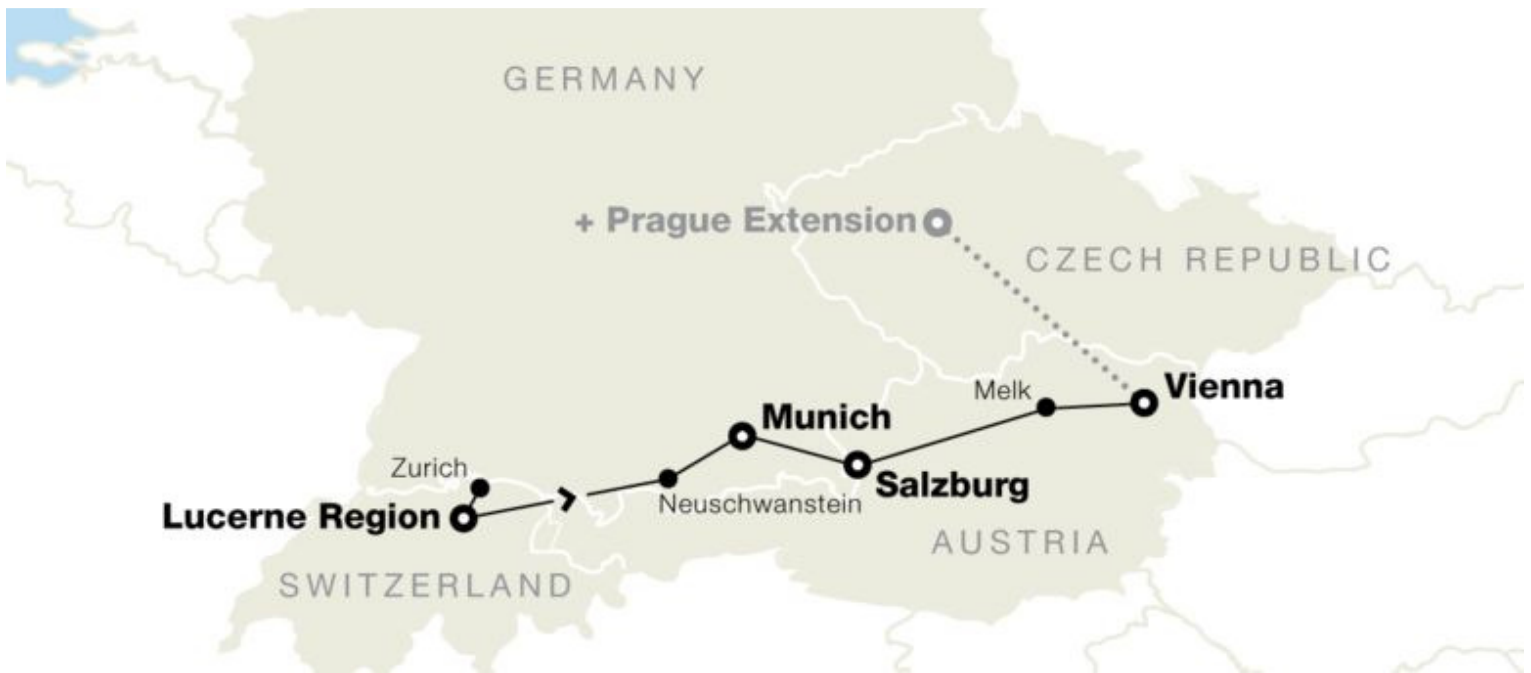 GERMANY
+ Prague Extension
CZECH REPUBLIC
Vienna
Melk
Munich
Zurich
Salzburg
Neuschwanstein
Lucerne Region
AUSTRIA
SWITZERLAND